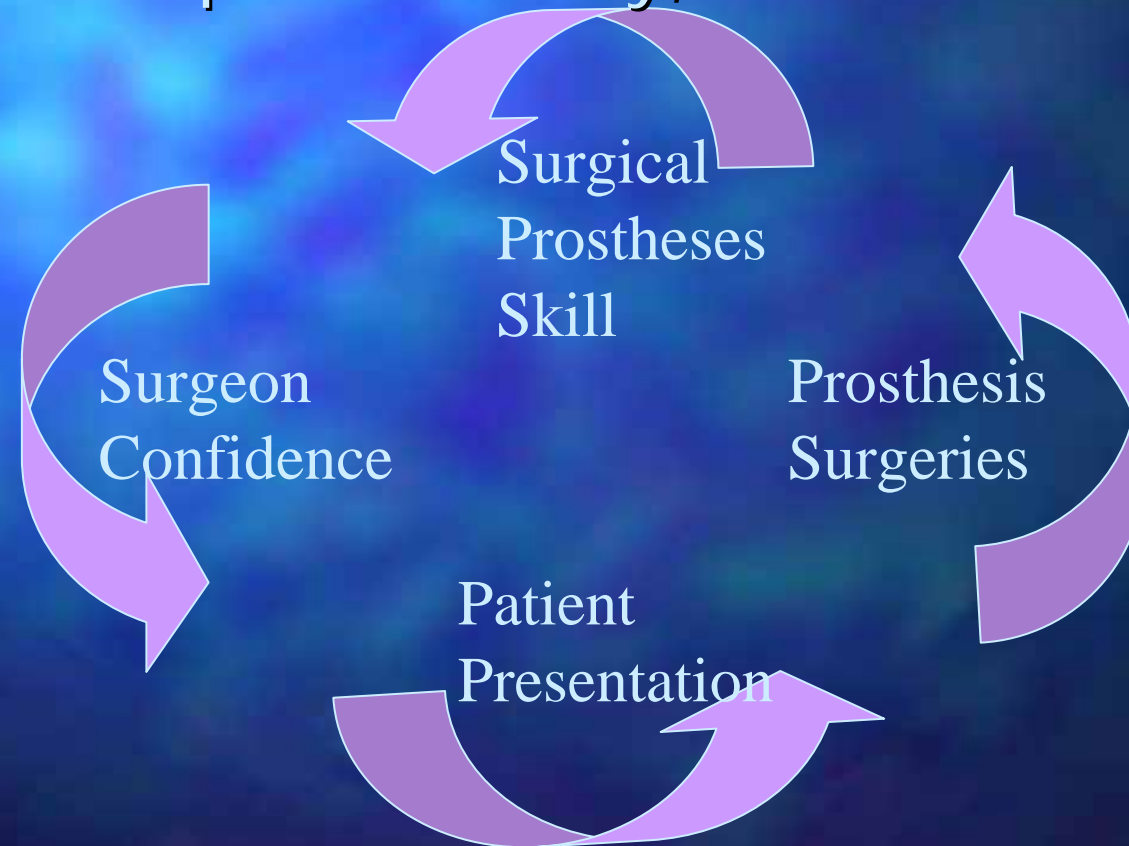 Surgical
Prostheses
Skill
Surgeon
Confidence
Prosthesis
Surgeries
Patient
Presentation